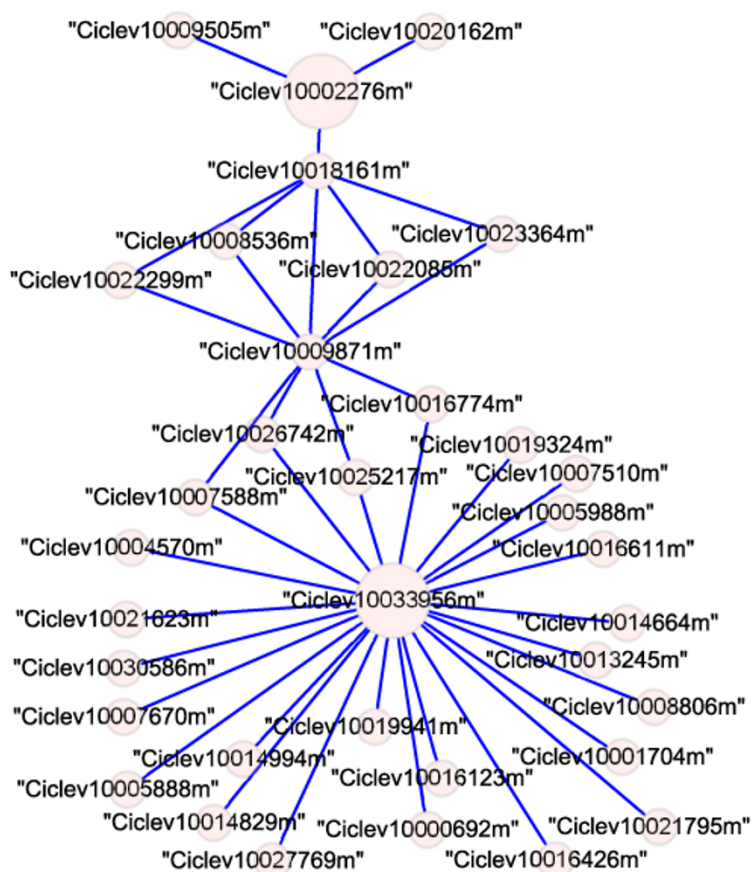 "Ciclev10009505m"
"Ciclev10020162m"
"Ciclev10002276m"
"Ciclev10018161m"
"Ciclev10008536m"
"Ciclev10023364m"
"Ciclev10022299m"
"Ciclev10022085m"
"Ciclev10009871m"
"Ciclev10016774m"
"Ciclev10026742m"
"Ciclev10019324m"
"Ciclev10025217m"
"Ciclev10007510m"
"Ciclev10007588m"
"Ciclev10005988m"
"Ciclev10004570m"
"Ciclev10016611m"
"Ciclev10033956m"
"Ciclev10021623m"
"Ciclev10014664m"
"Ciclev10030586m"
"Ciclev10013245m"
"Ciclev10007670m"
"Ciclev10008806m"
"Ciclev10019941m"
"Ciclev10014994m"
"Ciclev10001704m"
"Ciclev10005888m"
"Ciclev10016123m"
"Ciclev10014829m"
"Ciclev10000692m"
"Ciclev10021795m"
"Ciclev10027769m"
"Ciclev10016426m"